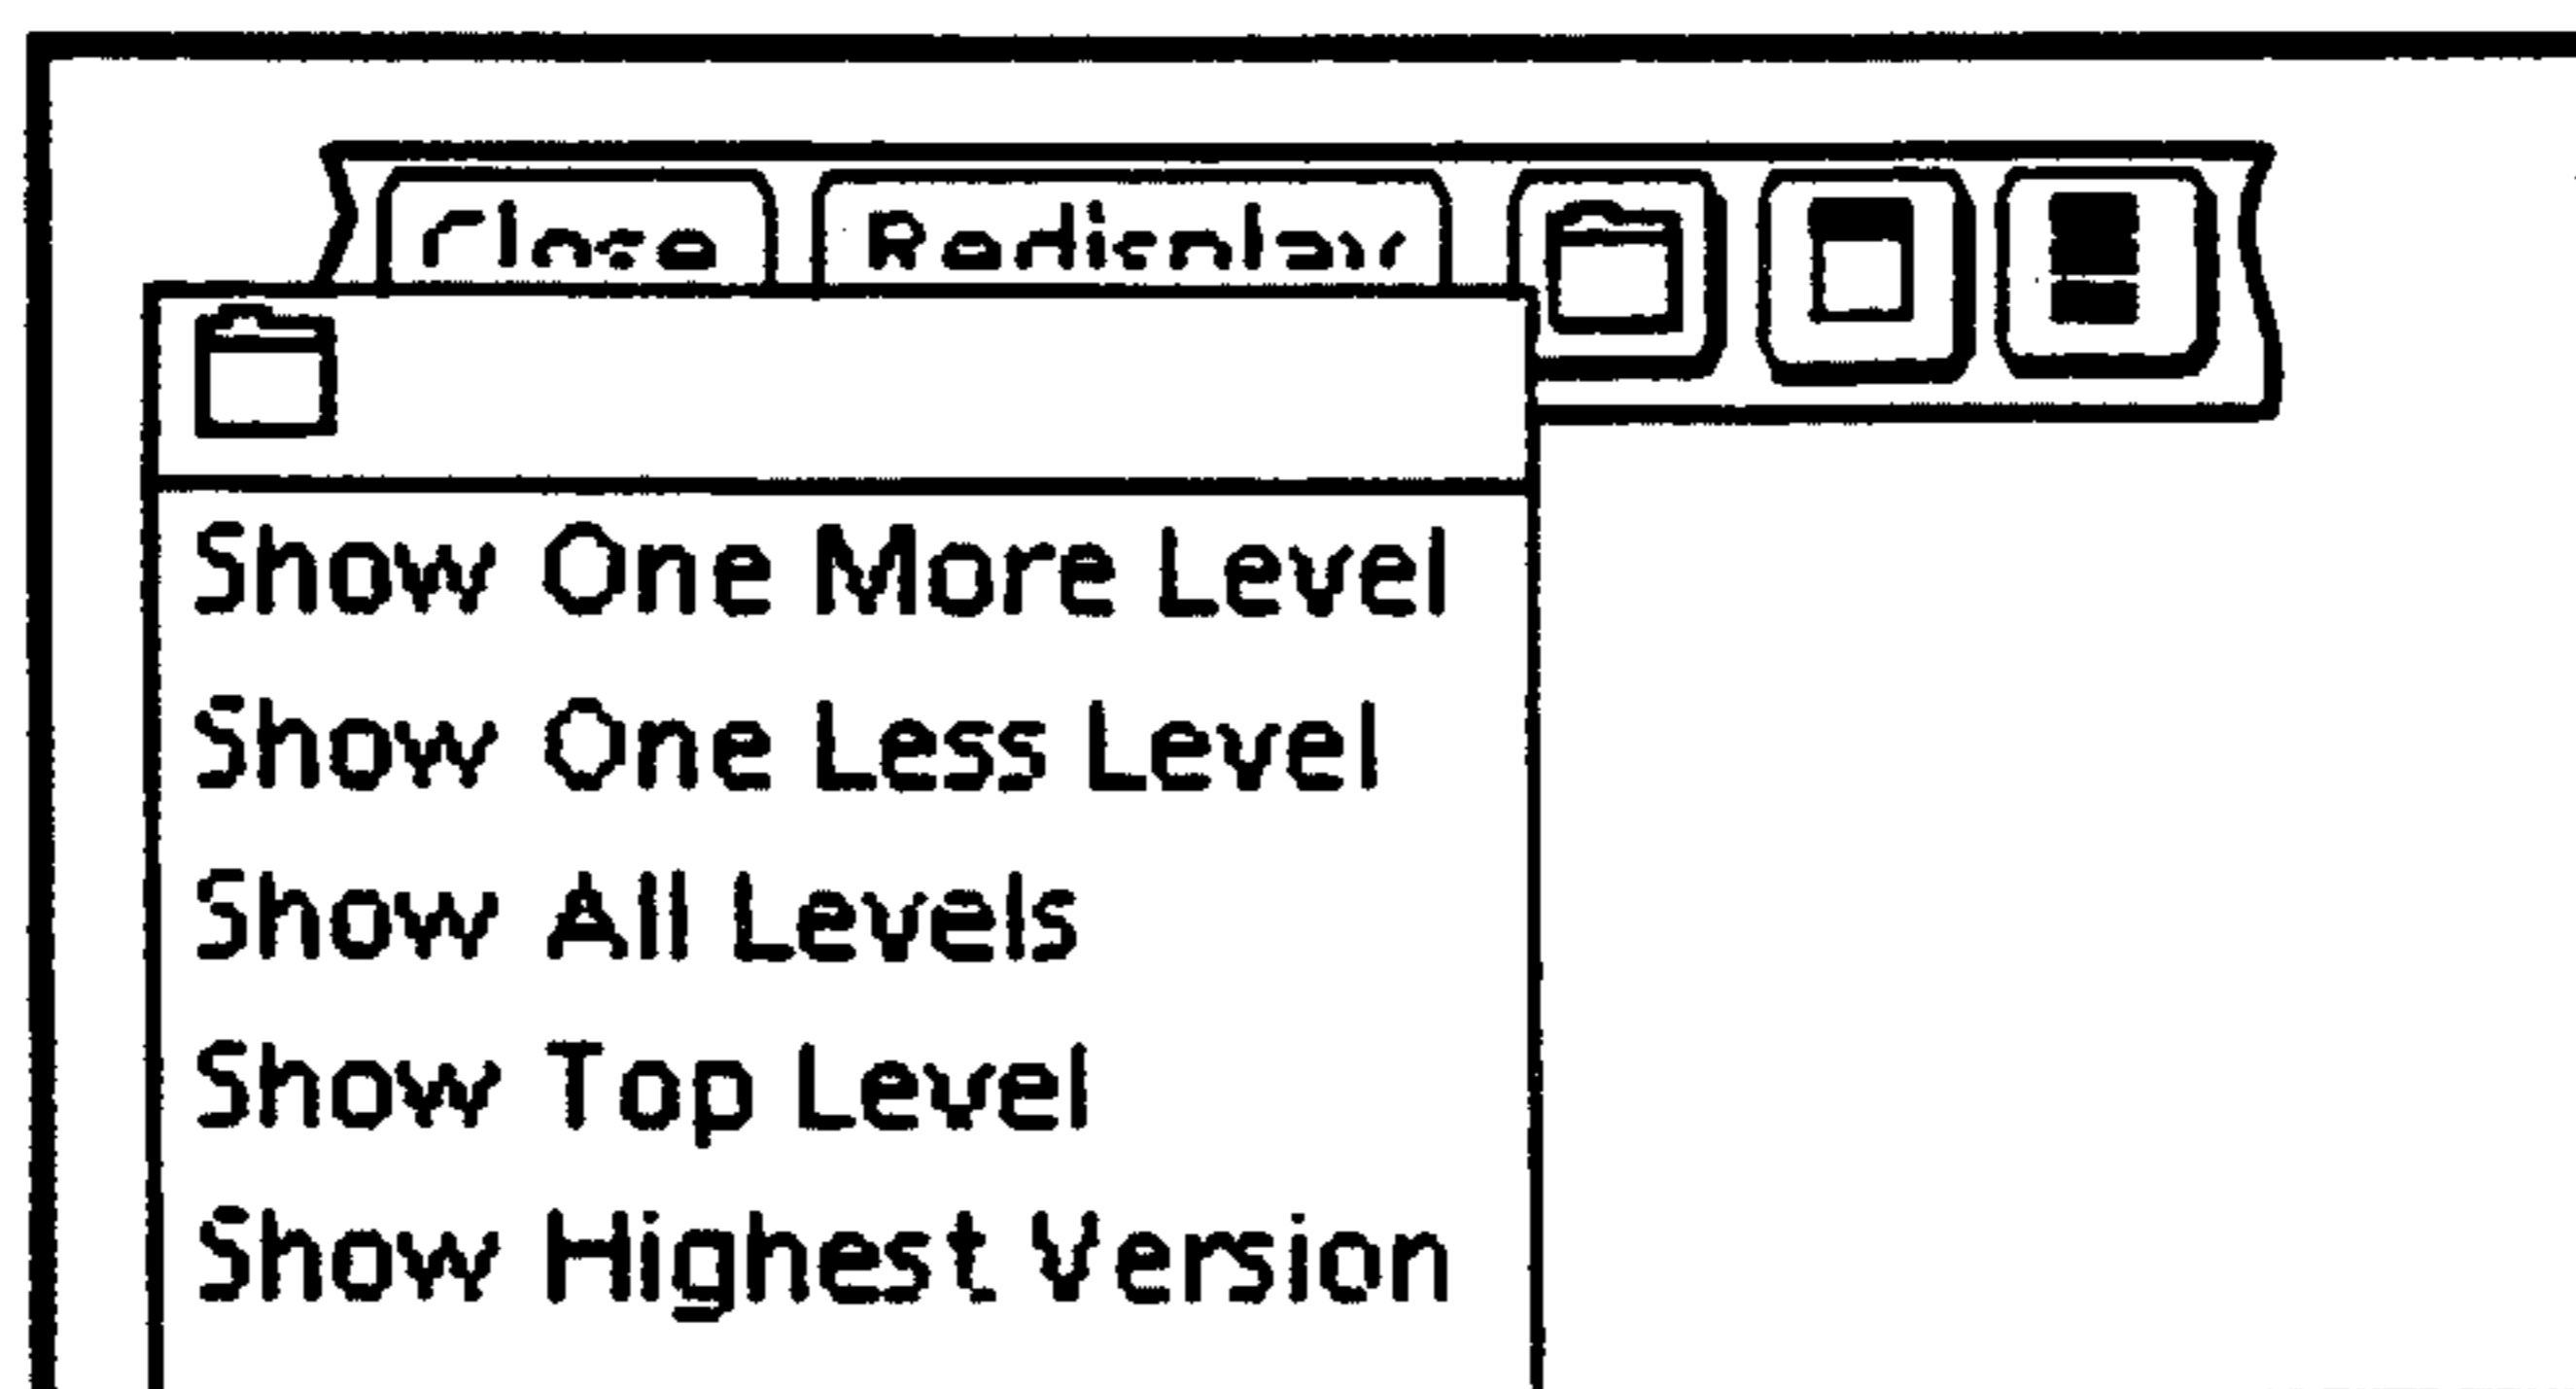 Close Redisplay
Show One More Level
Show One Less Level
Show All Levels
Show Top Level
Show Highest Version